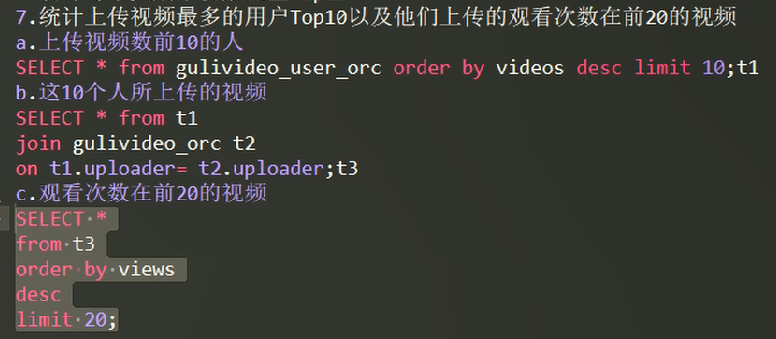 7.统计上传视频最多的用户Top10以及他们上传的观看次数在前20的视频
a.上传视频数前10的人
SELECT * from gulivideo_user_orc order by videos desc limit 10;t1
b.这10个人所上传的视频
SELECT * from t1
join gulivideo_orc t2
on t1.uploader= t2.uploader;t3
c.观看次数在前20的视频
SELECT *
from t3
order by views
desc
limit 20;